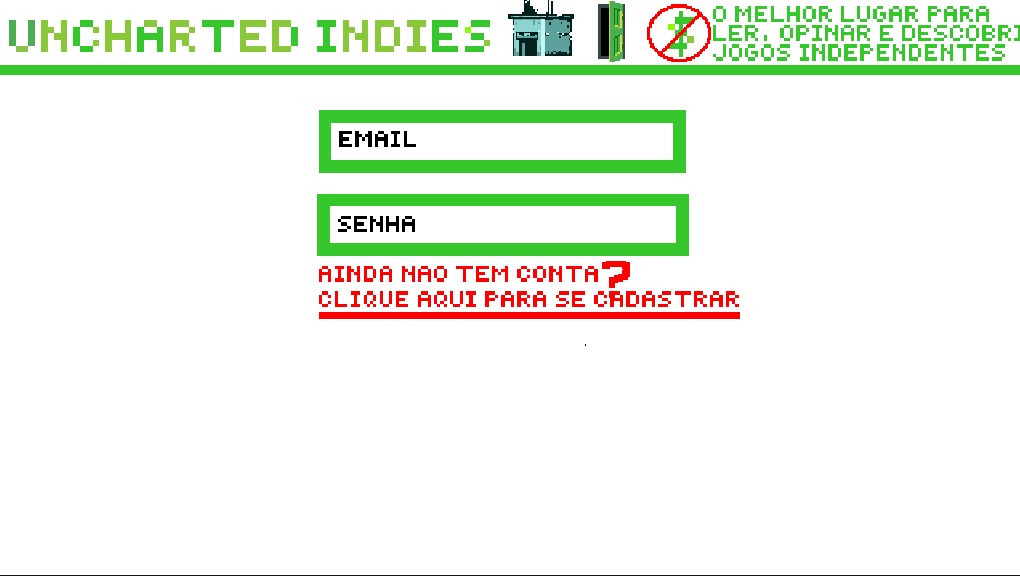 UNCHARTED INDIES
O MELHOR LUGAR PARA
LER, OPINAR E DESCOBRI
JOGOS INDEPENDENTES
EMAIL
SENHA
AINDA NAO TEM CONTA?
CLIQUE AQUI PARA SE CADASTRAR